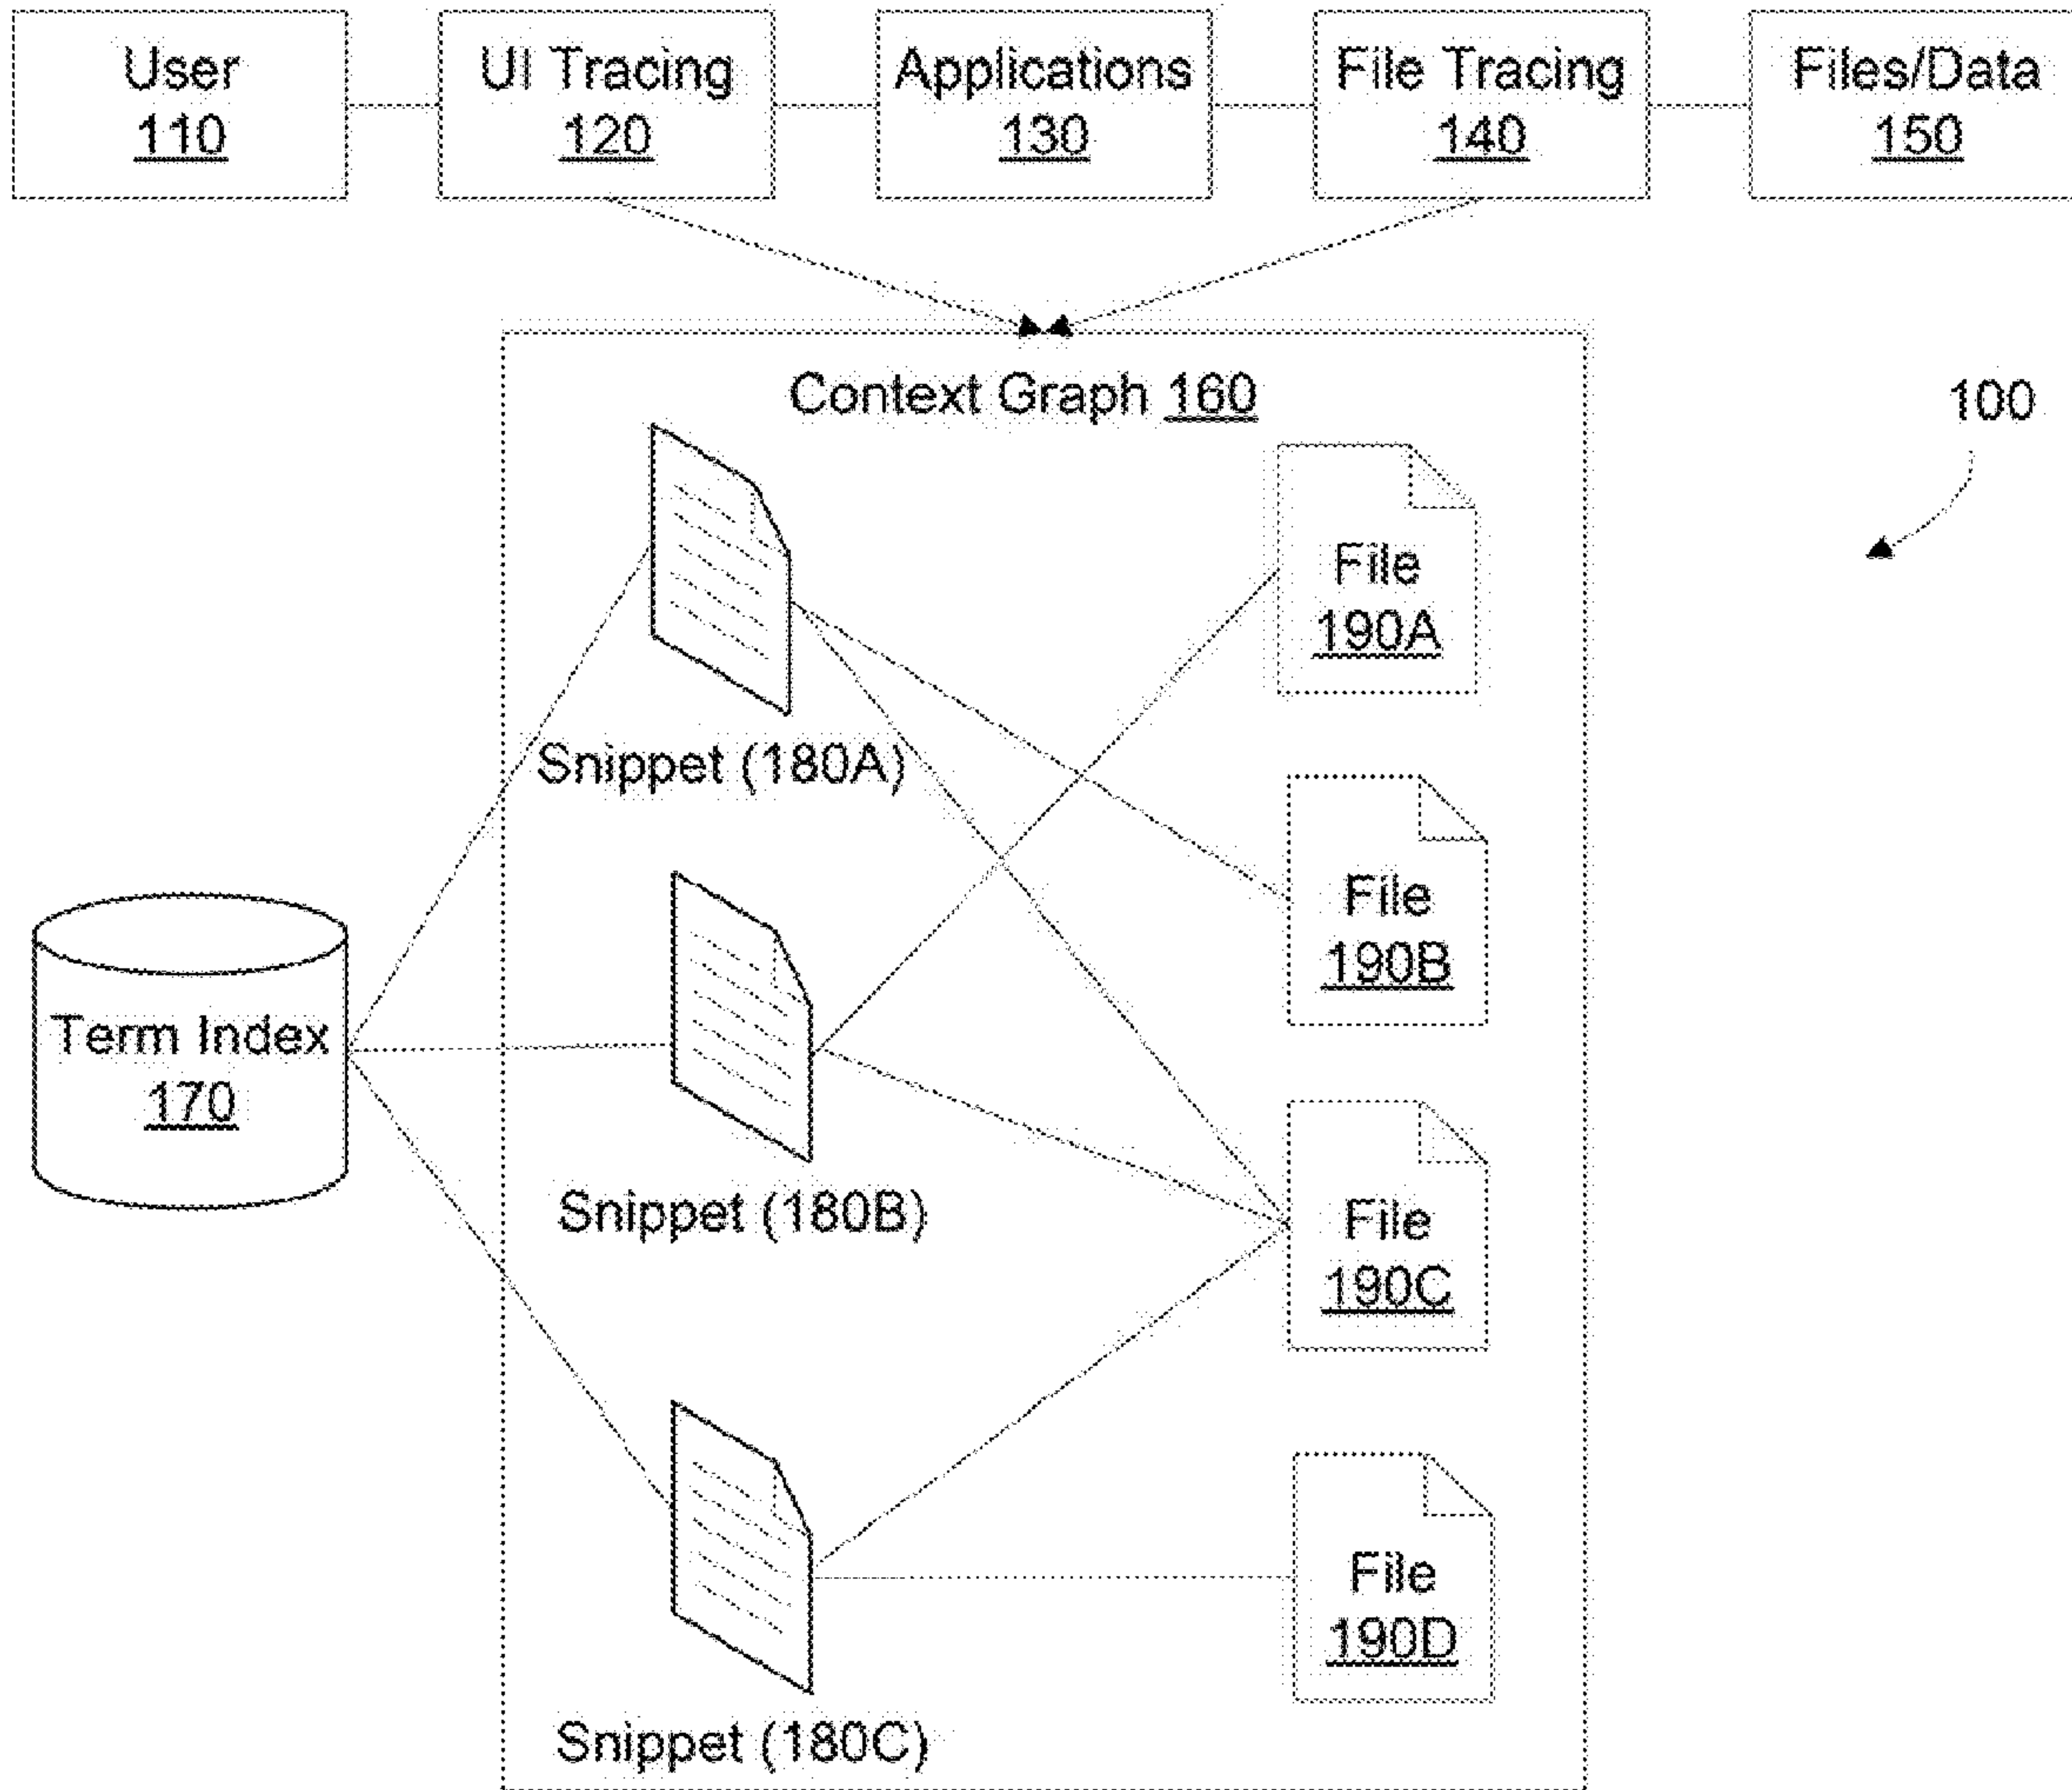 User
110
UI Tracing
120
Applications
130
File Tracing
140
Files/Data
150
Context Graph 160
100
File
190A
Snippet (180A)
File
190B
Term Index
170
Snippet (180B)
File
190C
File
190D
Snippet (180C)